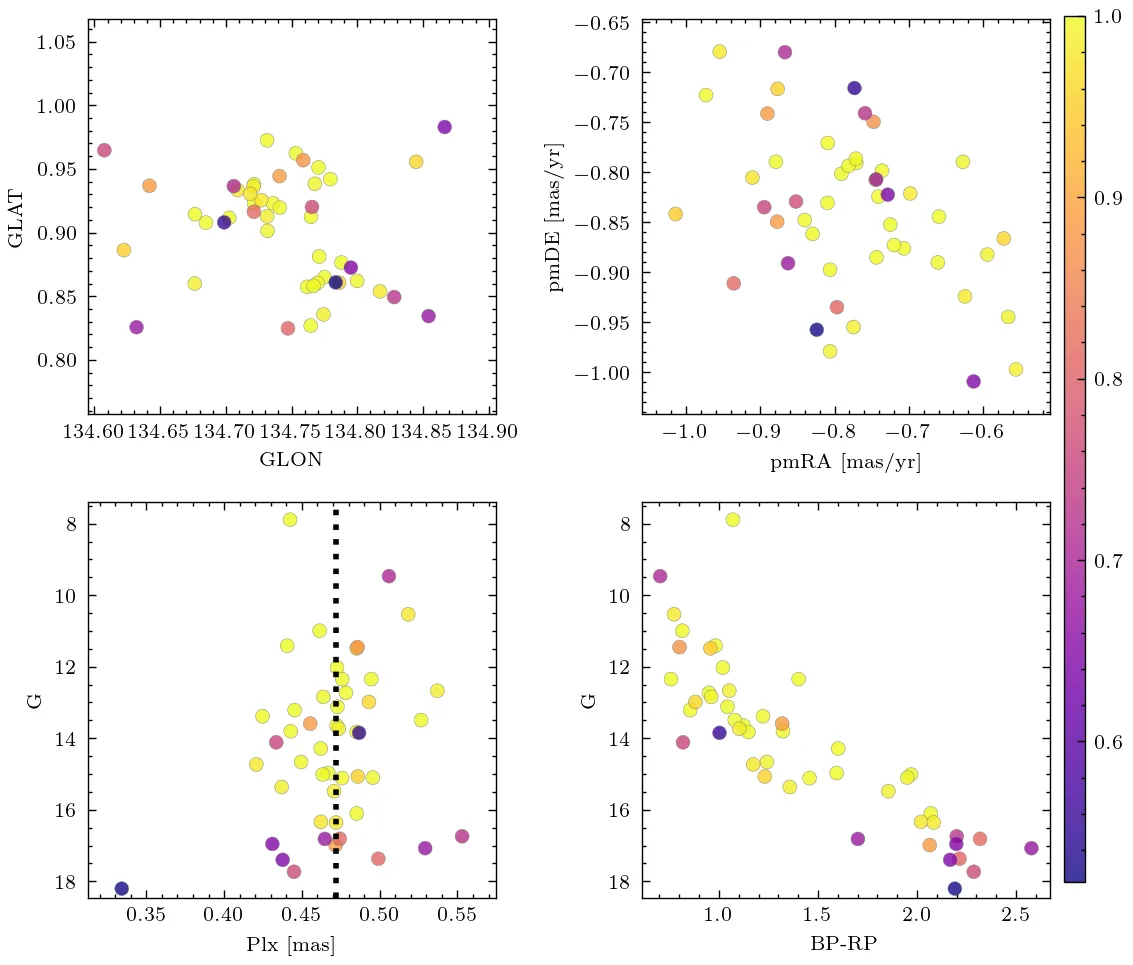 1.05
1.00
0.95
0.90
0.85
0.80
GLAT
134.60 134.65 134.70 134.75 134.80 134.85 134.90
GLON
−0.65
−0.70
−0.75
−0.80
−0.85
−0.90
−0.95
−1.00
pmDE [mas/yr]
−1.0 −0.9 −0.8 −0.7 −0.6
pmRA [mas/yr]
1.0
0.9
0.8
0.7
0.6
8
10
12
14
16
18
G
0.35 0.40 0.45 0.50 0.55
Plx [mas]
8
10
12
14
16
18
G
1.0 1.5 2.0 2.5
BP-RP